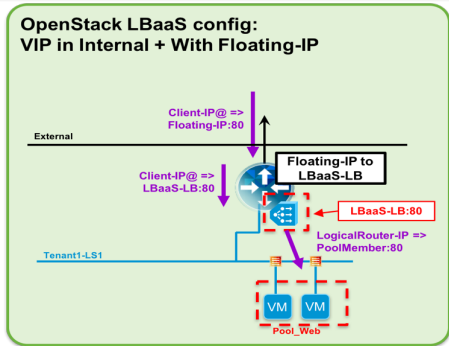 OpenStack LBaaS config:
VIP in Internal + With Floating-IP
Client-IP@ =>
Floating-IP:80
External
Client-IP@ =>
LBaaS-LB:80
Floating-IP to
LBaaS-LB
LBaaS-LB:80
LogicalRouter-IP =>
PoolMember:80
Tenant1-LS1
VM
VM
Pool_Web